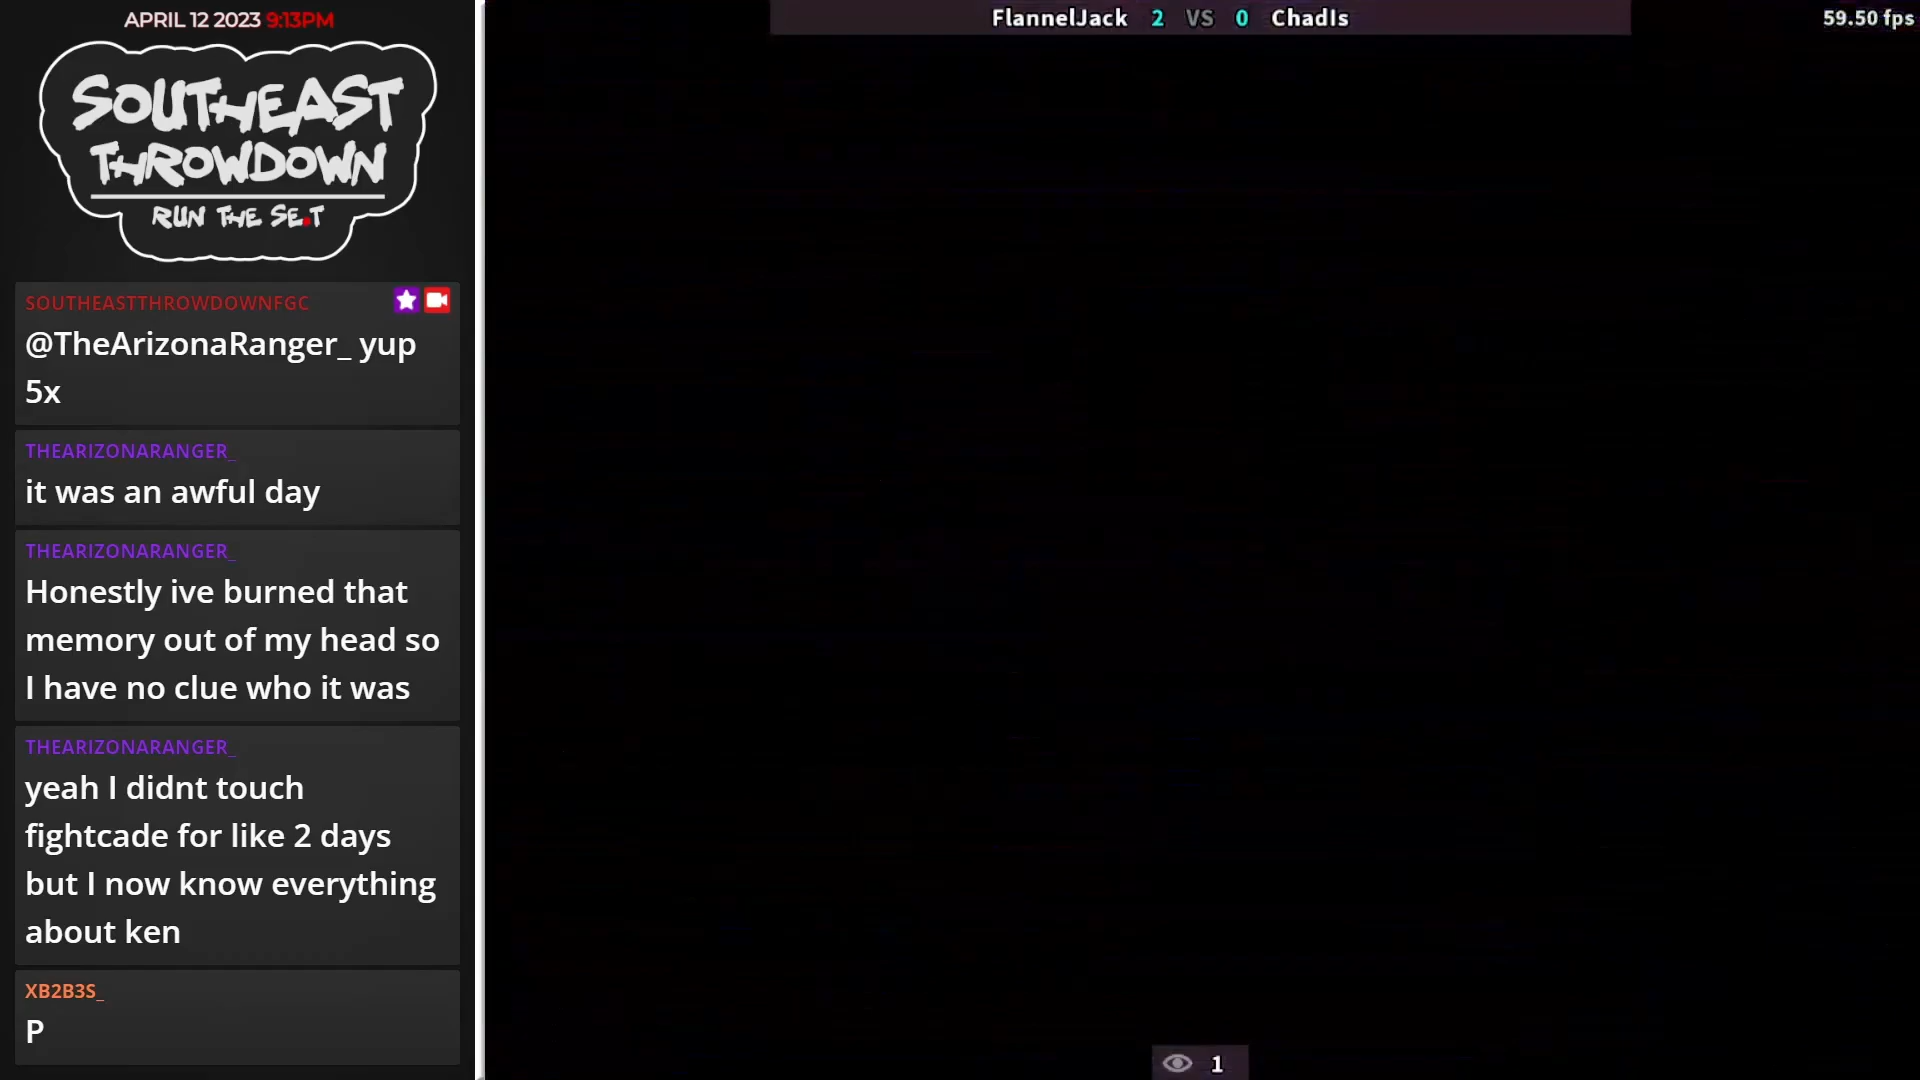 APRIL 12 2023 9:13PM
SOUTHEAST
THROWDOWN
RUN THE SE.T
SOUTHEASTTHROWDOWNFGC
@TheArizonaRanger_ yup
5x
THEARIZONARANGER_
it was an awful day
THEARIZONARANGER_
Honestly ive burned that
memory out of my head so
I have no clue who it was
THEARIZONARANGER_
yeah I didnt touch
fightcade for like 2 days
but I now know everything
about ken
XB2B3S_
P
FlannelJack 2 VS 0 ChadIs
59.50 fps
1